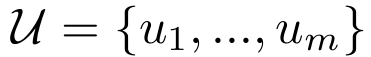 𝒰 = {u₁, ..., uₘ}